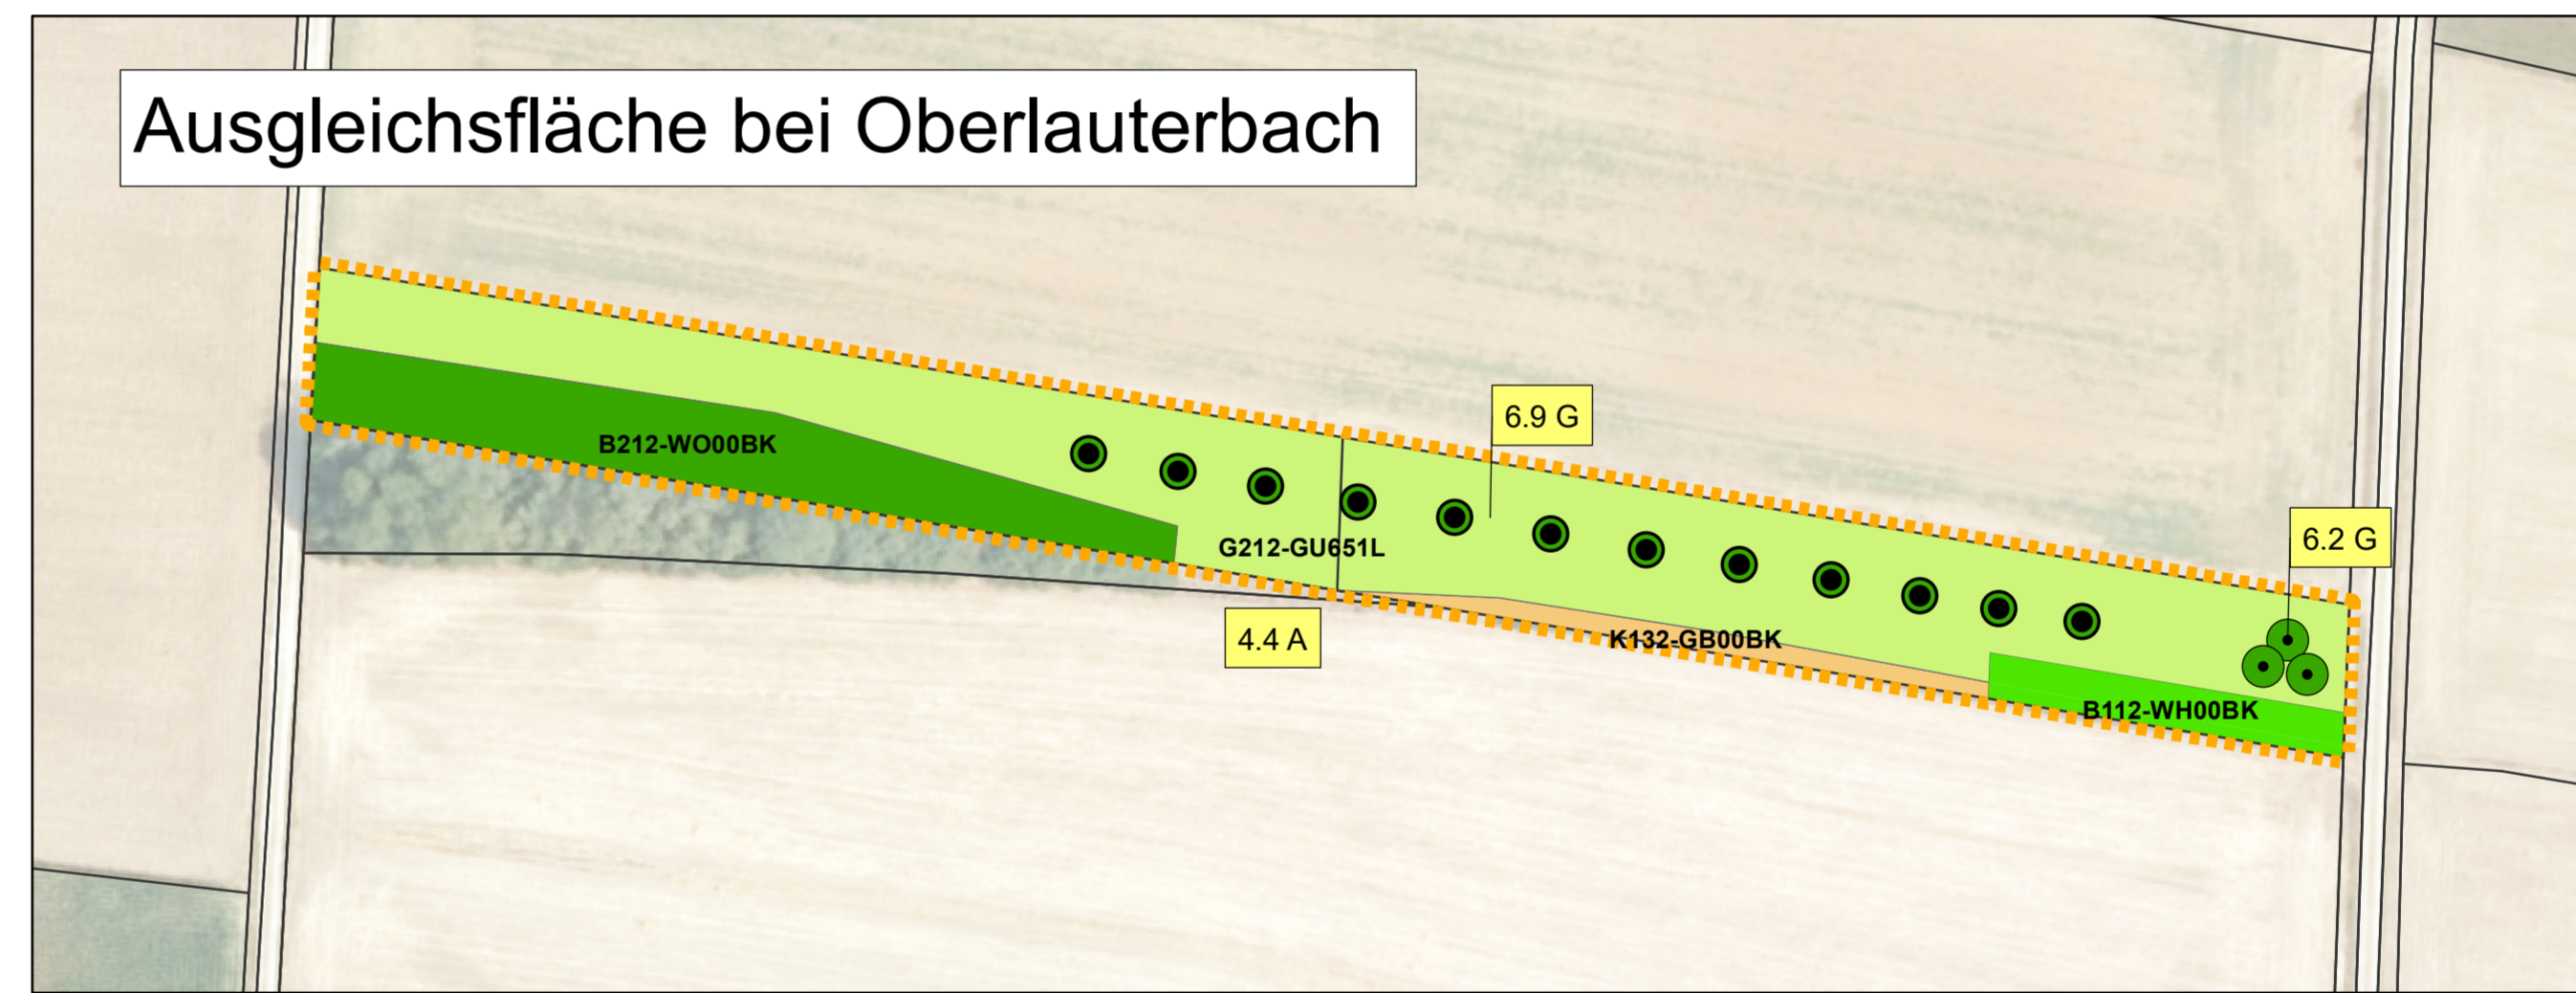 Ausgleichsfläche bei Oberlauterbach
6.9 G
B212-WO00BK
6.2 G
G212-GU651L
4.4 A
K132-GB00BK
B112-WH00BK